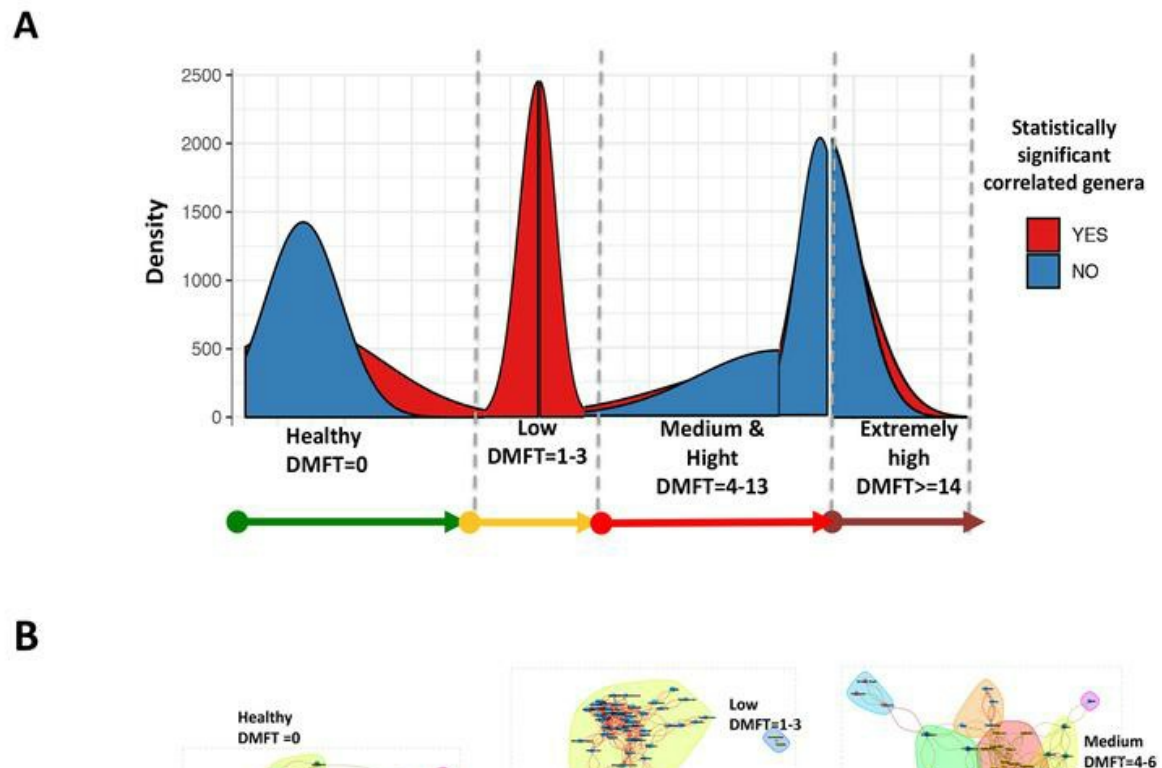 A
2500
2000
1500
1000
500
0
Density
Statistically
significant
correlated genera
YES
NO
Healthy
DMFT=0
Low
DMFT=1-3
Medium &
Hight
DMFT=4-13
Extremely
high
DMFT>=14
B
Healthy
DMFT =0
Low
DMFT=1-3
Medium
DMFT=4-6